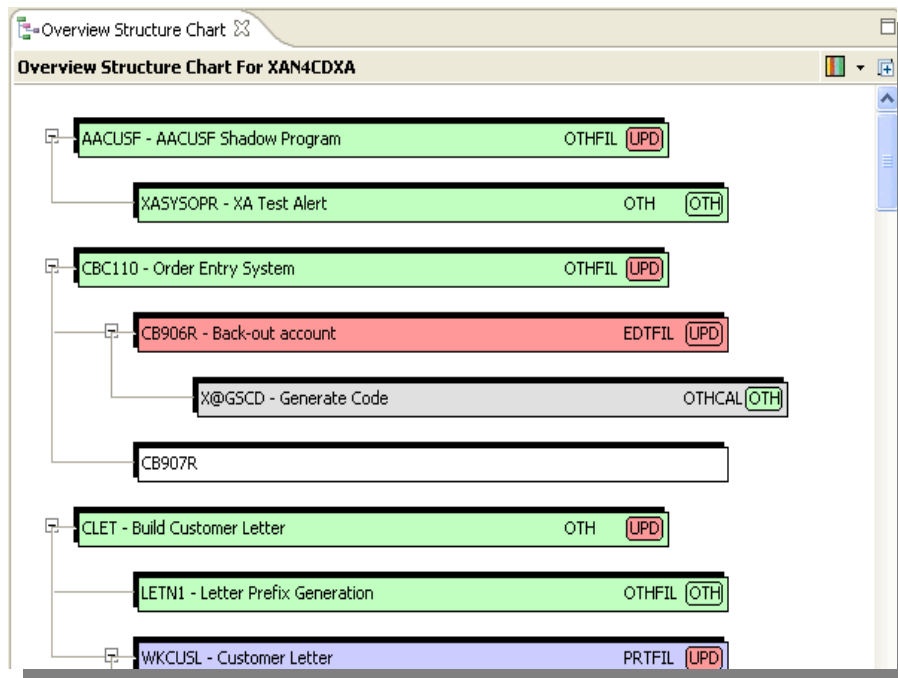 Overview Structure Chart
Overview Structure Chart For XAN4CDXA
AACUSF - AACUSF Shadow Program OTHFIL UPD
XASYSOPR - XA Test Alert OTH OTH
CBC110 - Order Entry System OTHFIL UPD
CB906R - Back-out account EDTFIL UPD
X@GSCD - Generate Code OTHCAL OTH
CB907R
CLET - Build Customer Letter OTH UPD
LETN1 - Letter Prefix Generation OTHFIL OTH
WKCUSL - Customer Letter PRTFIL UPD